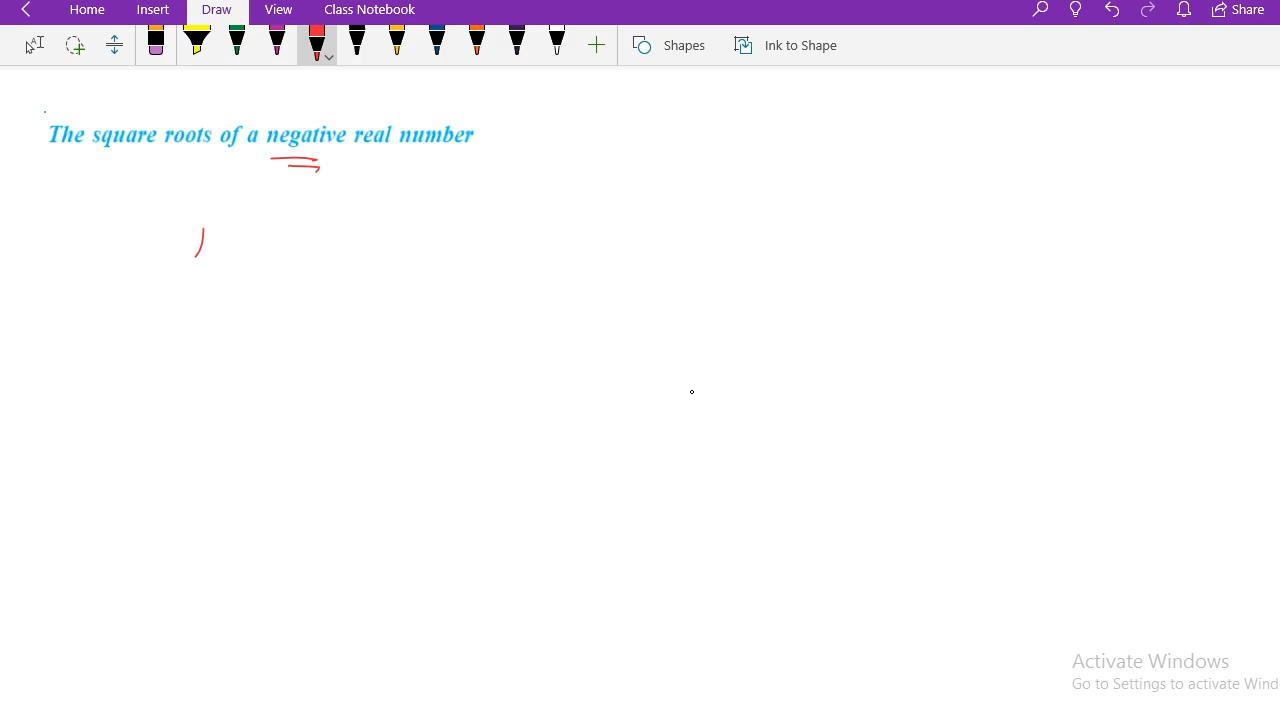 Home Insert Draw View Class Notebook Share
Shapes Ink to Shape
The square roots of a negative real number
Activate Windows
Go to Settings to activate Wind